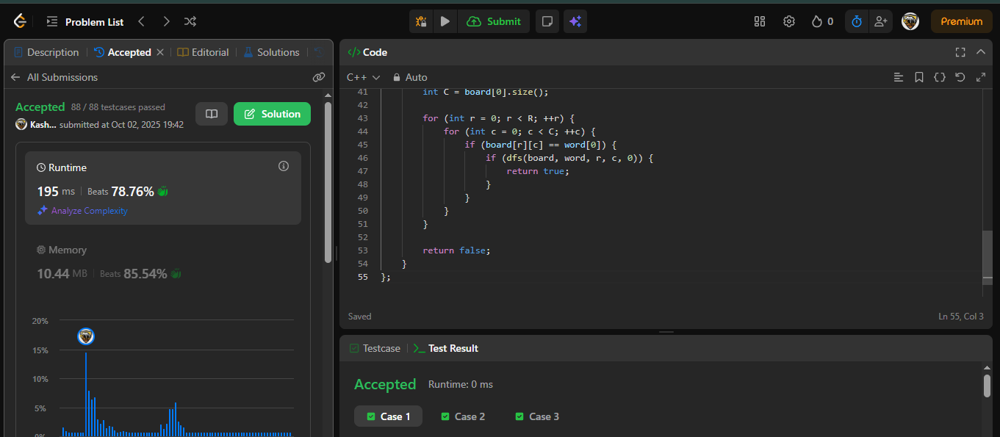 Problem List
Submit
0
Premium
Description
Accepted
Editorial
Solutions
All Submissions
Accepted 88 / 88 testcases passed
Kash... submitted at Oct 02, 2025 19:42
Solution
Runtime
195 ms Beats 78.76%
Analyze Complexity
Memory
10.44 MB Beats 85.54%
20%
15%
10%
5%
0%
</> Code
C++ Auto
41 int C = board[0].size();
42
43 for (int r = 0; r < R; ++r) {
44 for (int c = 0; c < C; ++c) {
45 if (board[r][c] == word[0]) {
46 if (dfs(board, word, r, c, 0)) {
47 return true;
48 }
49 }
50 }
51 }
52
53 return false;
54 }
55 };
Saved
Ln 55, Col 3
Testcase
>_ Test Result
Accepted Runtime: 0 ms
Case 1 Case 2 Case 3